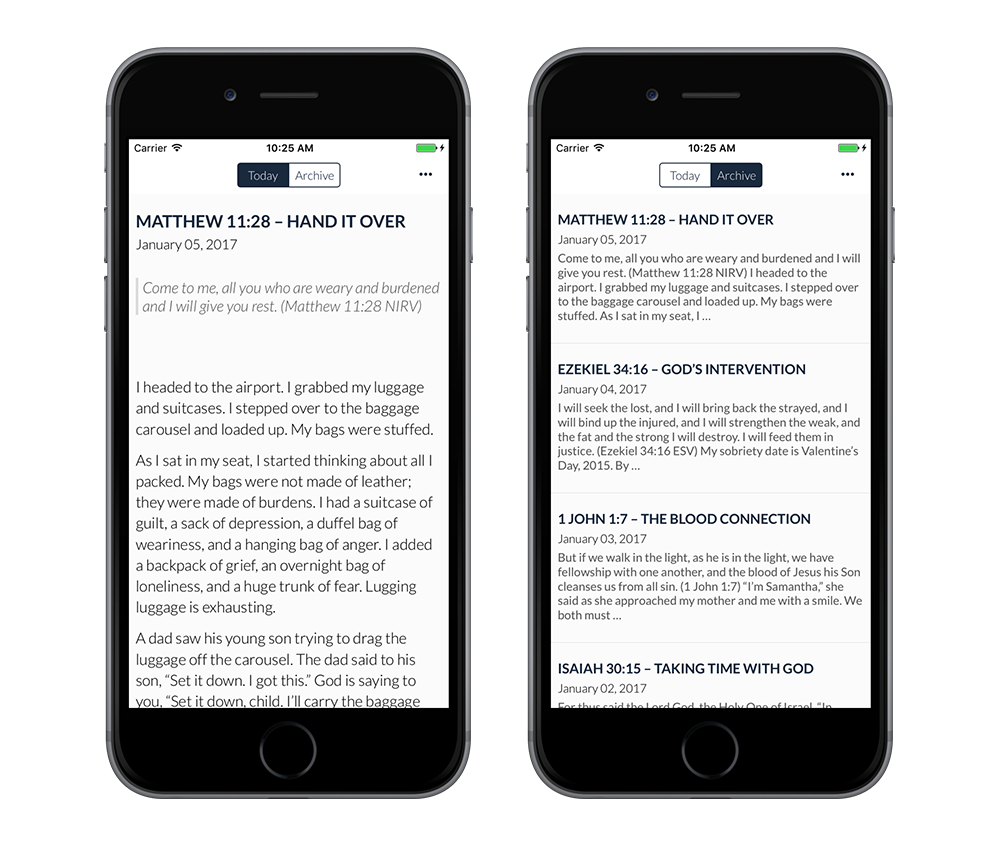 Carrier
10:25 AM
Today
Archive
MATTHEW 11:28 – HAND IT OVER
January 05, 2017
Come to me, all you who are weary and burdened
and I will give you rest. (Matthew 11:28 NIRV)
I headed to the airport. I grabbed my luggage
and suitcases. I stepped over to the baggage
carousel and loaded up. My bags were stuffed.
As I sat in my seat, I started thinking about all I
packed. My bags were not made of leather;
they were made of burdens. I had a suitcase of
guilt, a sack of depression, a duffel bag of
weariness, and a hanging bag of anger. I added
a backpack of grief, an overnight bag of
loneliness, and a huge trunk of fear. Lugging
luggage is exhausting.
A dad saw his young son trying to drag the
luggage off the carousel. The dad said to his
son, “Set it down. I got this.” God is saying to
you, “Set it down, child. I’ll carry the baggage
Carrier
10:25 AM
Today
Archive
MATTHEW 11:28 – HAND IT OVER
January 05, 2017
Come to me, all you who are weary and burdened and I will
give you rest. (Matthew 11:28 NIRV) I headed to the
airport. I grabbed my luggage and suitcases. I stepped over
to the baggage carousel and loaded up. My bags were
stuffed. As I sat in my seat, I ...
EZEKIEL 34:16 – GOD’S INTERVENTION
January 04, 2017
I will seek the lost, and I will bring back the strayed, and I
will bind up the injured, and I will strengthen the weak, and
the fat and the strong I will destroy. I will feed them in
justice. (Ezekiel 34:16 ESV) My sobriety date is Valentine’s
Day, 2015. By ...
1 JOHN 1:7 – THE BLOOD CONNECTION
January 03, 2017
But if we walk in the light, as he is in the light, we have
fellowship with one another, and the blood of Jesus his Son
cleanses us from all sin. (1 John 1:7) “I’m Samantha,” she
said as she approached my mother and me with a smile. We
both must ...
ISAIAH 30:15 – TAKING TIME WITH GOD
January 02, 2017
For thus said the Lord God, the Holy One of Israel, “In